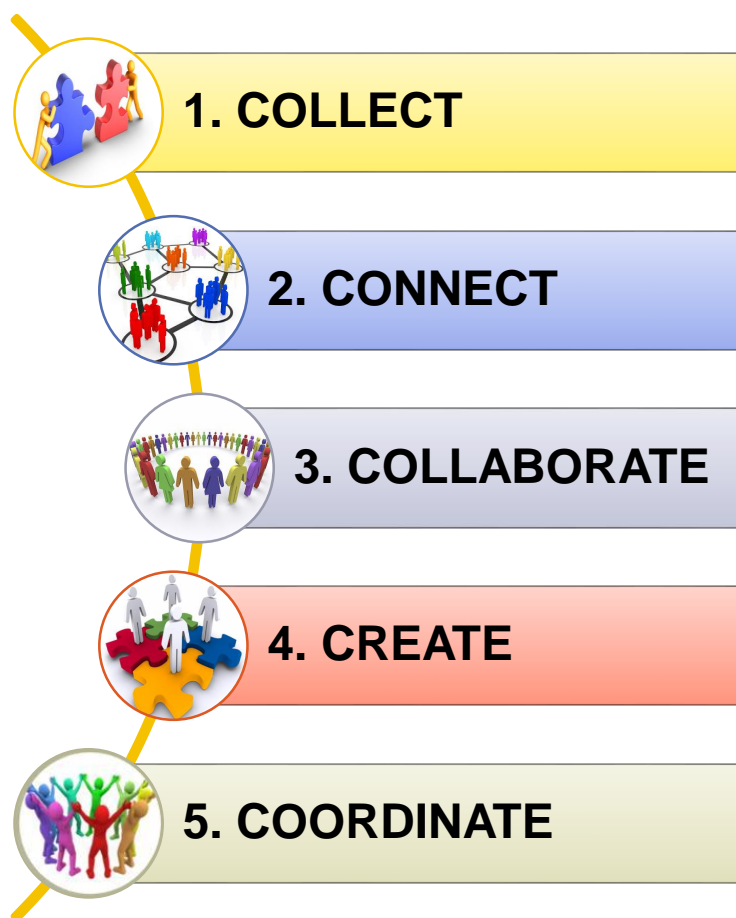 1. COLLECT
2. CONNECT
3. COLLABORATE
4. CREATE
5. COORDINATE